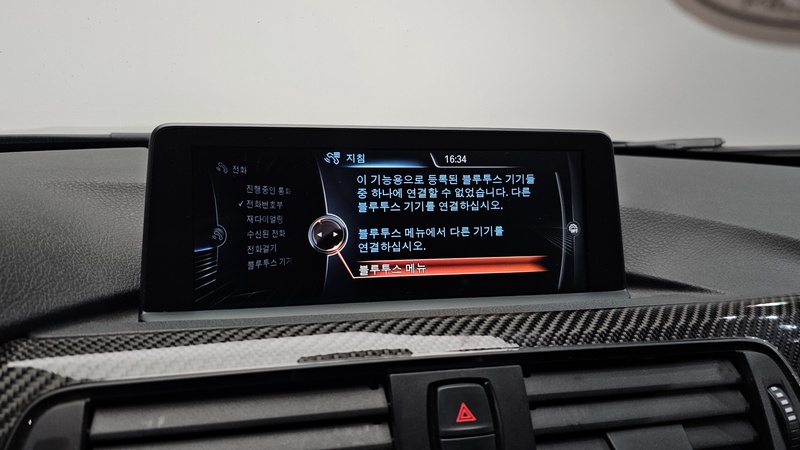 전화
진행중인 통화
✓ 전화번호부
재다이얼링
수신된 전화
전화걸기
블루투스 기기
지침
16:34
이 기능용으로 등록된 블루투스 기기들
중 하나에 연결할 수 없었습니다. 다른
블루투스 기기를 연결하십시오.
블루투스 메뉴에서 다른 기기를
연결하십시오.
블루투스 메뉴